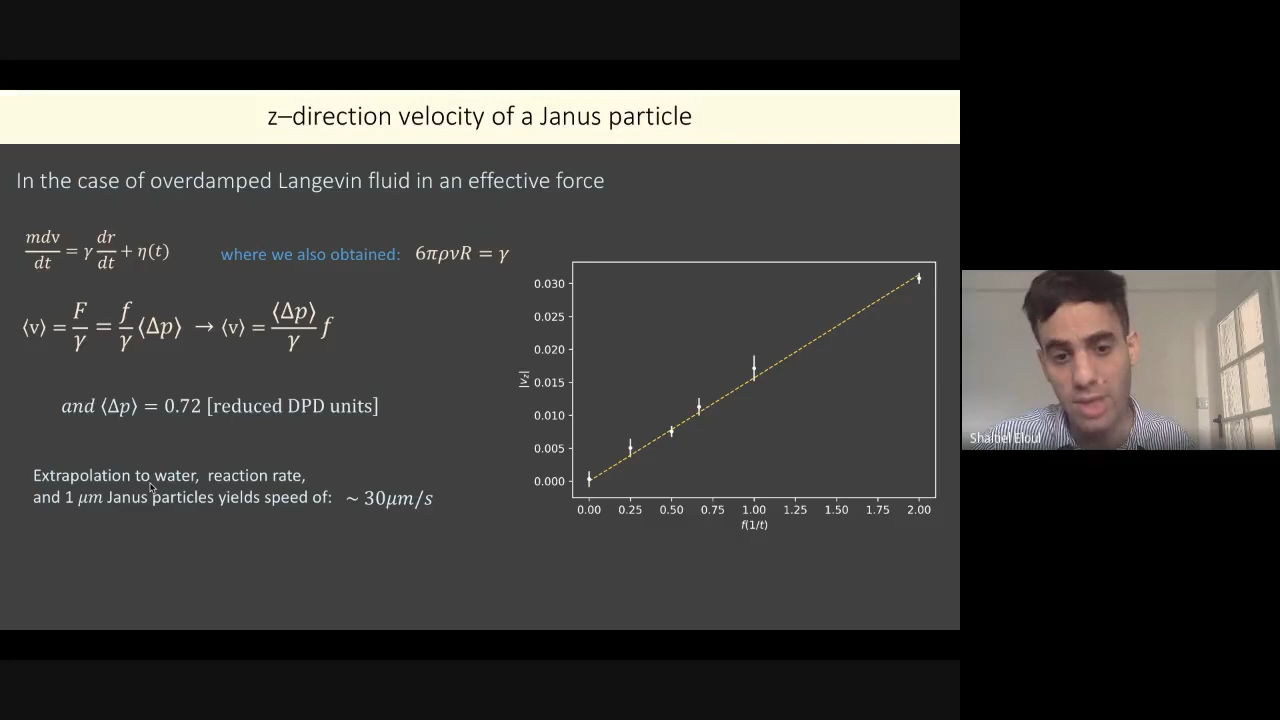 z–direction velocity of a Janus particle
In the case of overdamped Langevin fluid in an effective force
mdv/dt = γ dr/dt + η(t)
where we also obtained: 6πρνR = γ
⟨v⟩ = F/γ = f/γ ⟨Δp⟩ → ⟨v⟩ = ⟨Δp⟩/γ f
and ⟨Δp⟩ = 0.72 [reduced DPD units]
Extrapolation to water, reaction rate,
and 1 μm Janus particles yields speed of: ~ 30μm/s
0.030
0.025
0.020
0.015
0.010
0.005
0.000
|v_z|
0.00 0.25 0.50 0.75 1.00 1.25 1.50 1.75 2.00
f(1/t)
Shaltiel Eloul